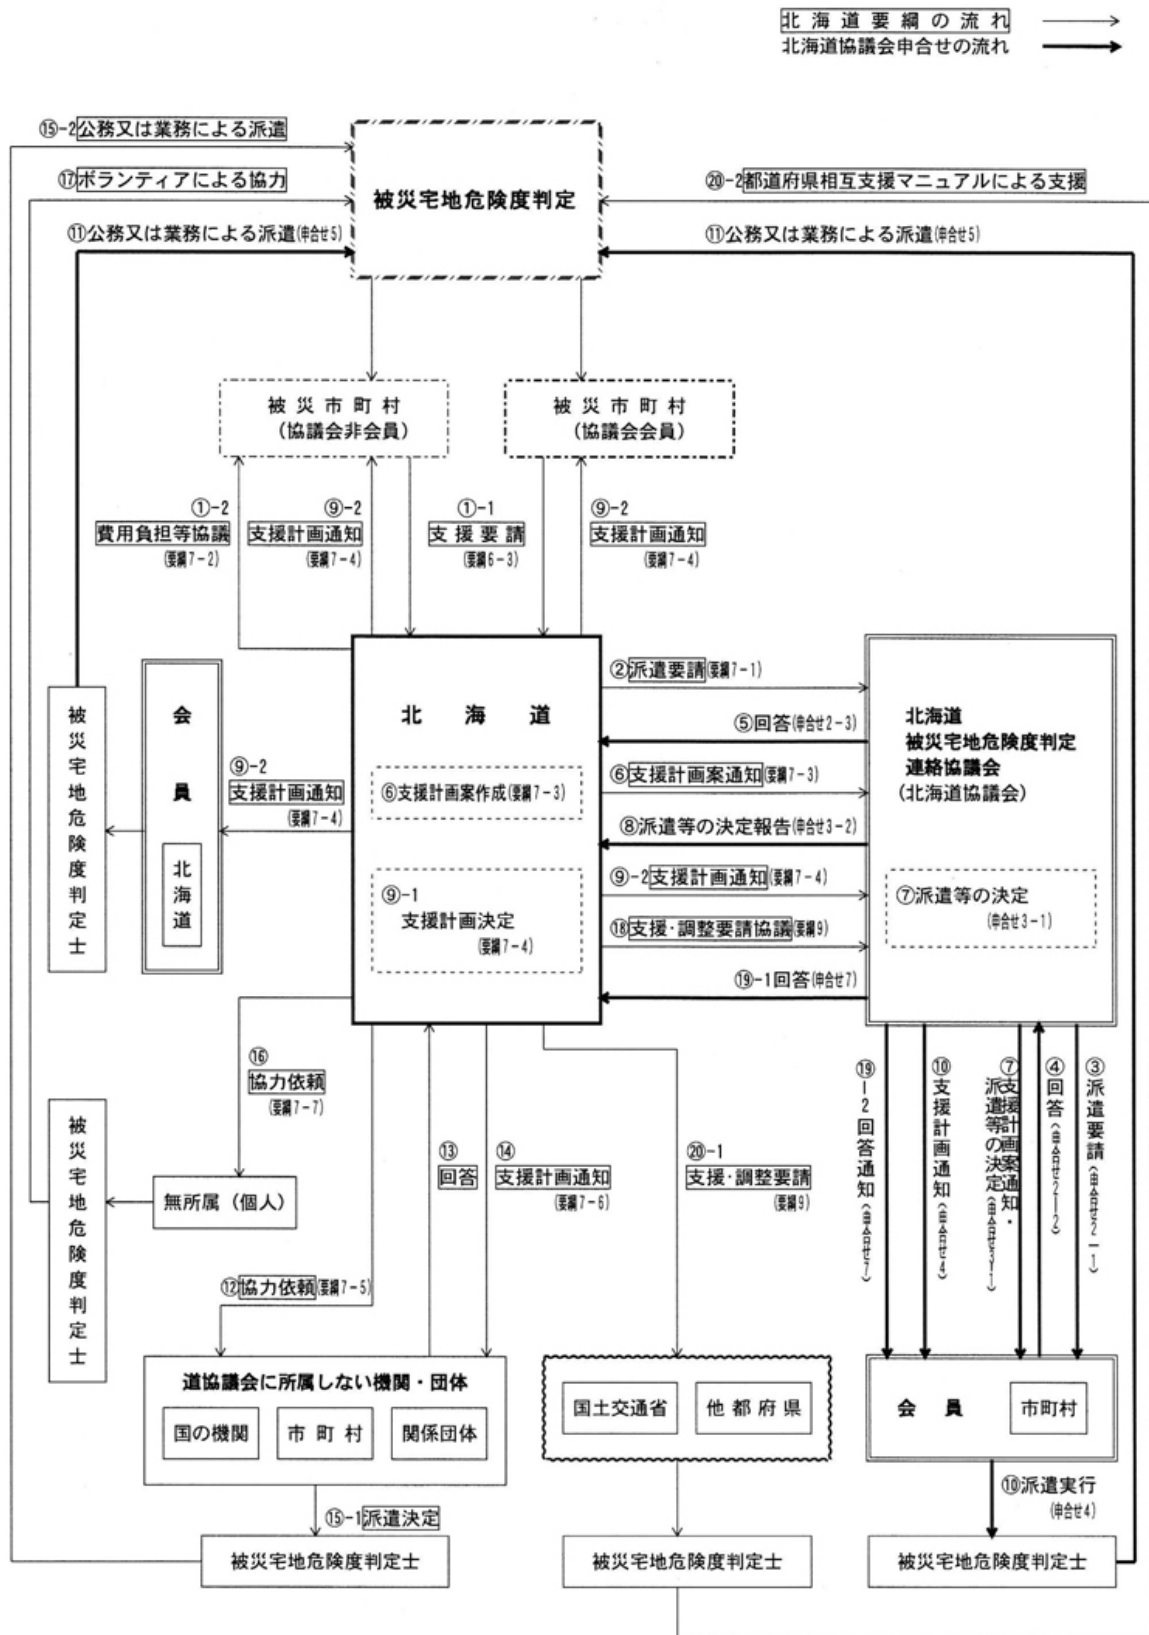 北海道要綱の流れ
北海道協議会申合せの流れ
⑮-2公務又は業務による派遣
⑰ボランティアによる協力
⑪公務又は業務による派遣(申合せ5)
被災宅地危険度判定
⑳-2都道府県相互支援マニュアルによる支援
⑪公務又は業務による派遣(申合せ5)
被災市町村
(協議会非会員)
被災市町村
(協議会会員)
①-2
費用負担等協議
(要綱7-2)
⑨-2
支援計画通知
(要綱7-4)
①-1
支援要請
(要綱6-3)
⑨-2
支援計画通知
(要綱7-4)
被災宅地危険度判定士
会員
北海道
⑨-2
支援計画通知
(要綱7-4)
北海道
⑥支援計画案作成(要綱7-3)
⑨-1
支援計画決定
(要綱7-4)
②派遣要請(要綱7-1)
⑤回答(申合せ2-3)
⑥支援計画案通知(要綱7-3)
⑧派遣等の決定報告(申合せ3-2)
⑨-2支援計画通知(要綱7-4)
⑱支援・調整要請協議(要綱9)
⑲-1回答(申合せ7)
北海道
被災宅地危険度判定
連絡協議会
(北海道協議会)
⑦派遣等の決定
(申合せ3-1)
⑯
協力依頼
(要綱7-7)
被災宅地危険度判定士
無所属(個人)
⑫協力依頼(要綱7-5)
⑬
回答
⑭
支援計画通知
(要綱7-6)
⑳-1
支援・調整要請
(要綱9)
⑲-2回答通知(申合せ7)
⑩支援計画通知(申合せ4)
⑦支援計画案通知・
派遣等の決定(申合せ3-1)
④回答(申合せ2-2)
③派遣要請(申合せ2-1)
道協議会に所属しない機関・団体
国の機関
市町村
関係団体
国土交通省
他都府県
会員
市町村
⑮-1派遣決定
⑩派遣実行
(申合せ4)
被災宅地危険度判定士
被災宅地危険度判定士
被災宅地危険度判定士